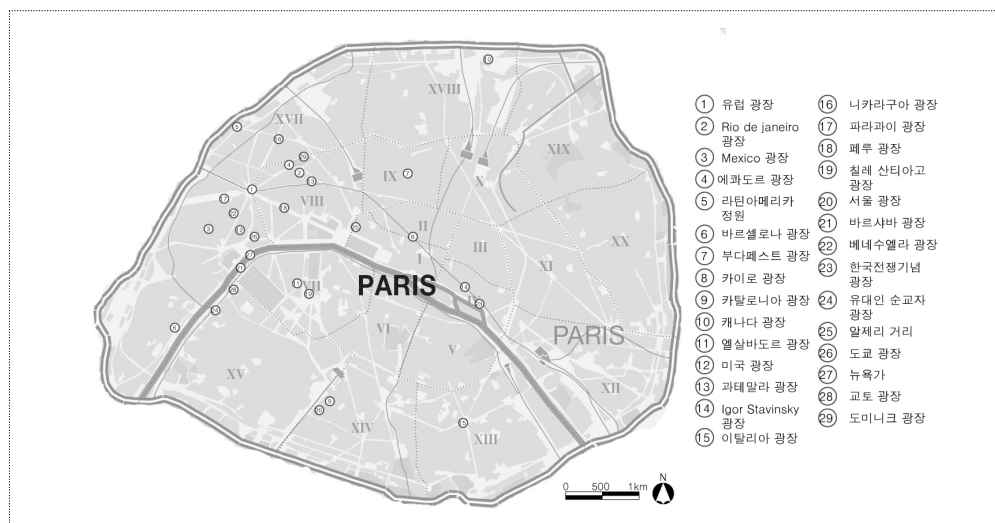 XVIII
XVII
XIX
IX
X
VIII
II
III
I
XX
XI
VII
PARIS
PARIS
VI
V
XV
XII
XIV
XIII
0 500 1km
N
① 유럽 광장
② Rio de janeiro
광장
③ Mexico 광장
④ 에콰도르 광장
⑤ 라틴아메리카
정원
⑥ 바르셀로나 광장
⑦ 부다페스트 광장
⑧ 카이로 광장
⑨ 카탈로니아 광장
⑩ 캐나다 광장
⑪ 엘살바도르 광장
⑫ 미국 광장
⑬ 과테말라 광장
⑭ Igor Stavinsky
광장
⑮ 이탈리아 광장
⑯ 니카라구아 광장
⑰ 파라과이 광장
⑱ 페루 광장
⑲ 칠레 산티아고
광장
⑳ 서울 광장
㉑ 바르샤바 광장
㉒ 베네수엘라 광장
㉓ 한국전쟁기념
광장
㉔ 유대인 순교자
광장
㉕ 알제리 거리
㉖ 도쿄 광장
㉗ 뉴욕가
㉘ 교토 광장
㉙ 도미니크 광장